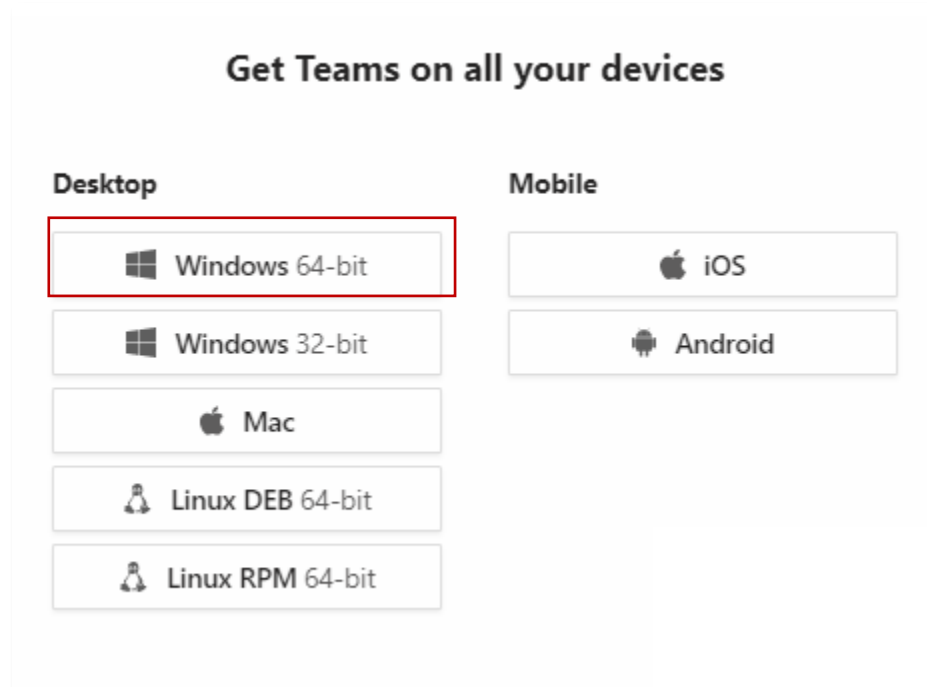 Get Teams on all your devices
Desktop
Windows 64-bit
Windows 32-bit
Mac
Linux DEB 64-bit
Linux RPM 64-bit
Mobile
iOS
Android